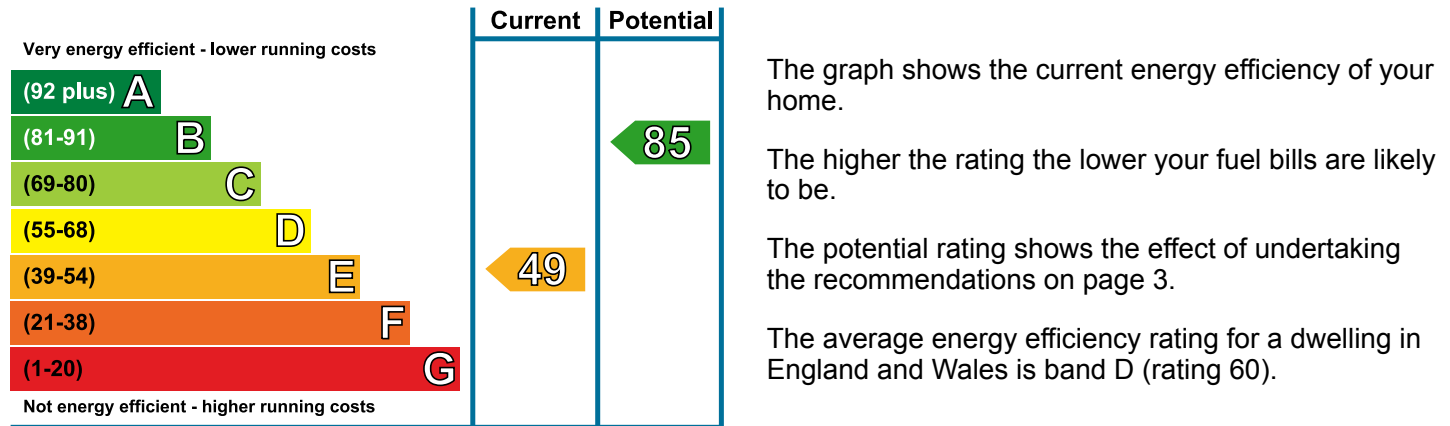 Current Potential
Very energy efficient - lower running costs
(92 plus) A
(81-91) B
85
(69-80) C
(55-68) D
(39-54) E
49
(21-38) F
(1-20) G
Not energy efficient - higher running costs
The graph shows the current energy efficiency of your
home.
The higher the rating the lower your fuel bills are likely
to be.
The potential rating shows the effect of undertaking
the recommendations on page 3.
The average energy efficiency rating for a dwelling in
England and Wales is band D (rating 60).